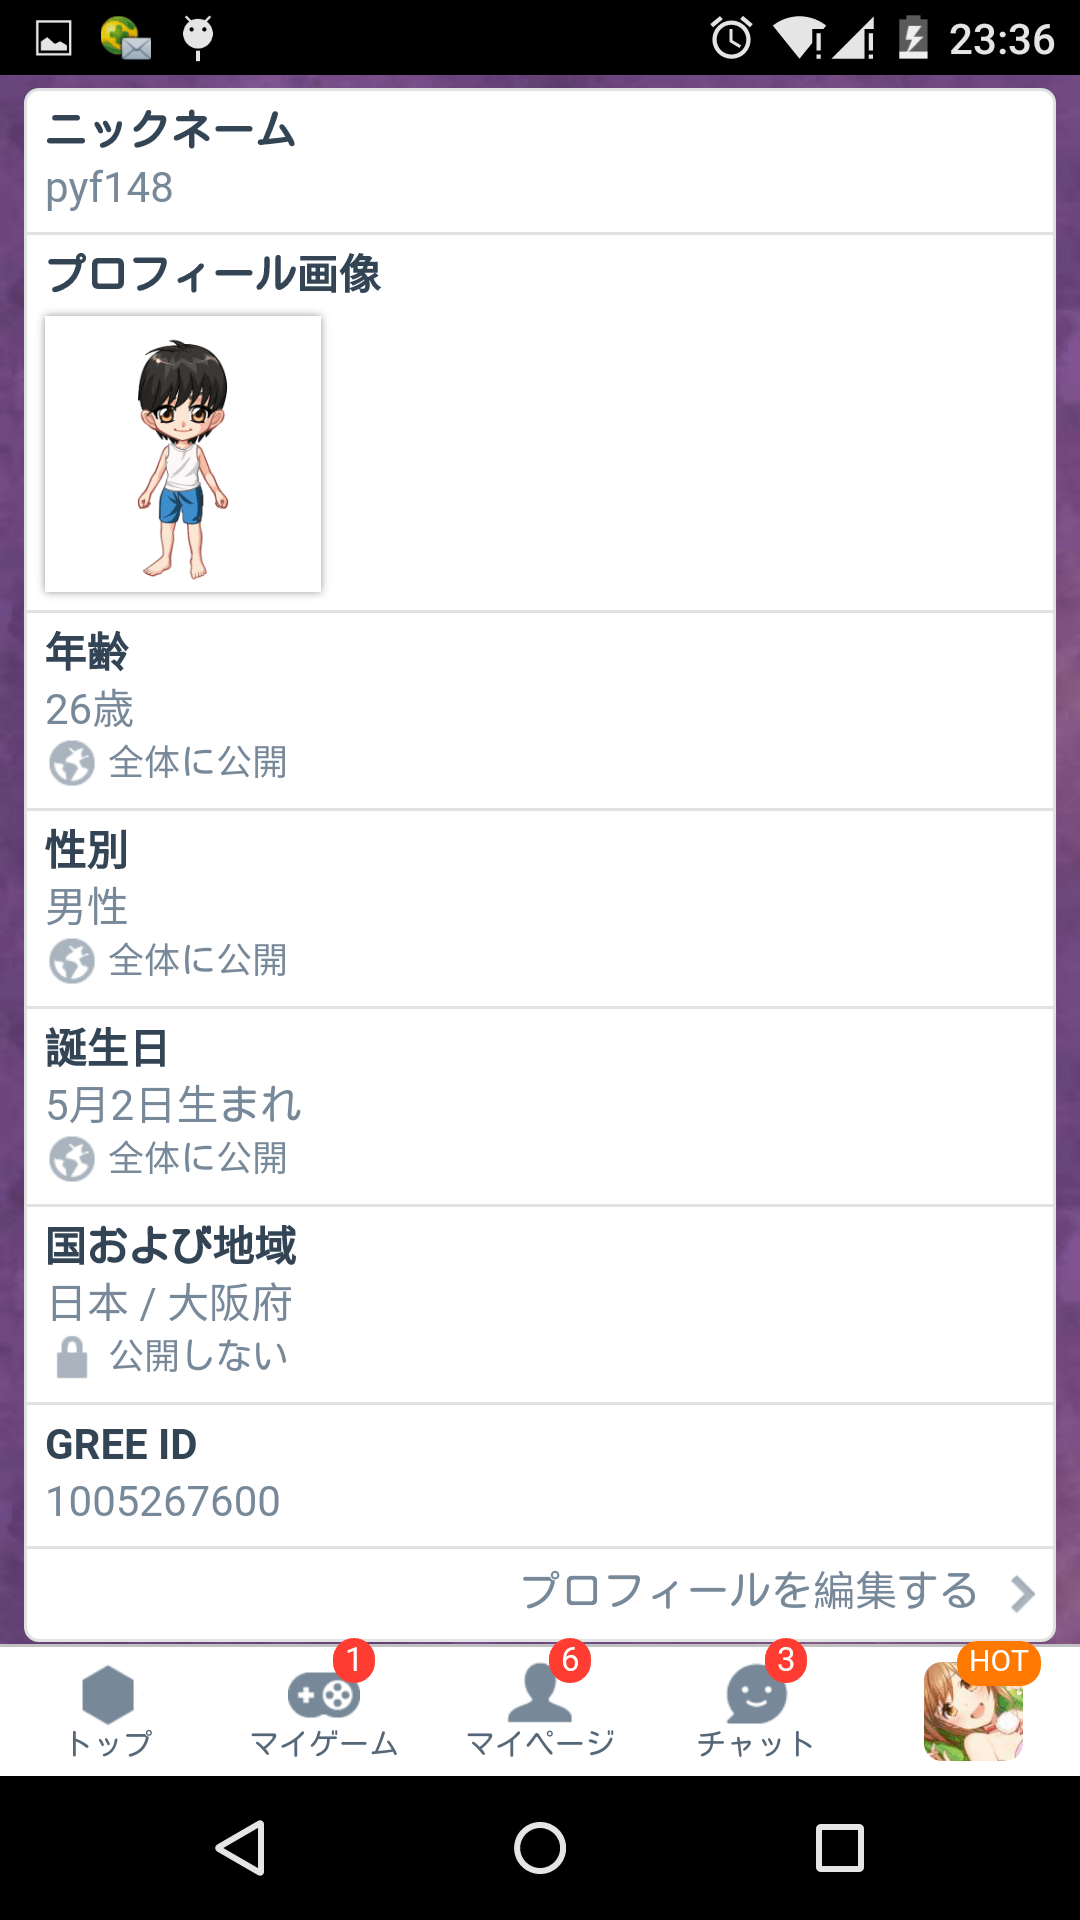 23:36
ニックネーム
pyf148
プロフィール画像
年齢
26歳
全体に公開
性別
男性
全体に公開
誕生日
5月2日生まれ
全体に公開
国および地域
日本 / 大阪府
公開しない
GREE ID
1005267600
プロフィールを編集する
1 6 3 HOT
トップ マイゲーム マイページ チャット